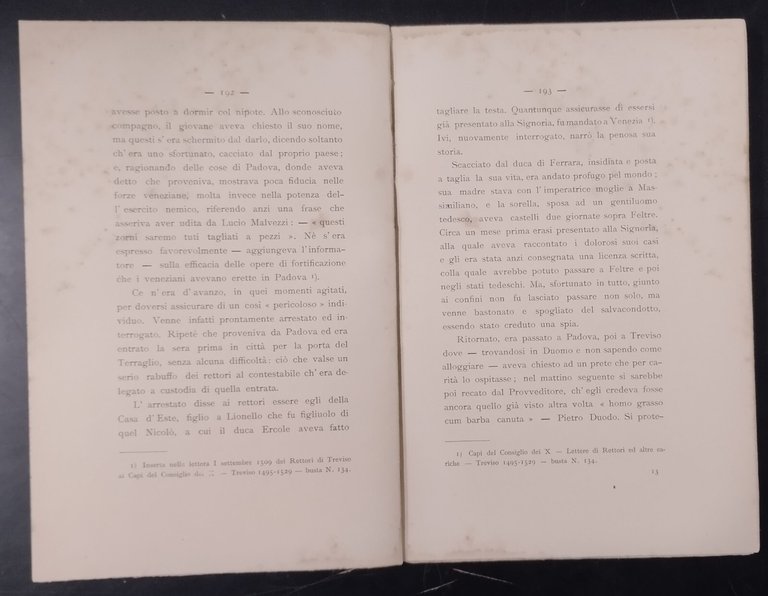 — 192 —
avesse posto a dormir col nipote. Allo sconosciuto
compagno, il giovane aveva chiesto il suo nome,
ma questi s' era schermito dal darlo, dicendo soltanto
ch' era uno sfortunato, cacciato dal proprio paese;
e, ragionando delle cose di Padova, donde aveva
detto che proveniva, mostrava poca fiducia nelle
forze veneziane, molta invece nella potenza del-
l' esercito nemico, riferendo anzi una frase che
asseriva aver udita da Lucio Malvezzi : — « questi
zorni saremo tuti tagliati a pezzi ». Nè s' era
espresso favorevolmente — aggiungeva l'informa-
tore — sulla efficacia delle opere di fortificazione
che i veneziani avevano erette in Padova ¹).
Ce n' era d' avanzo, in quei momenti agitati,
per doversi assicurare di un così « pericoloso » indi-
viduo. Venne infatti prontamente arrestato ed in-
terrogato. Ripetè che proveniva da Padova ed era
entrato la sera prima in città per la porta del
Terraglio, senza alcuna difficoltà: ciò che valse un
serio rabuffo dei rettori al contestabile ch' era de-
legato a custodia di quella entrata.
L' arrestato disse ai rettori essere egli della
Casa d' Este, figlio a Lionello che fu figliuolo di
quel Nicolò, a cui il duca Ercole aveva fatto
1) Inserta nella lettera I settembre 1509 dei Rettori di Treviso
ai Capi del Consiglio — Treviso 1495-1529 — busta N. 134.
— 193 —
tagliare la testa. Quantunque assicurasse di essersi
già presentato alla Signoria, fu mandato a Venezia ¹).
Ivi, nuovamente interrogato, narrò la penosa sua
storia.
Scacciato dal duca di Ferrara, insidiata e posta
a taglia la sua vita, era andato profugo pel mondo ;
sua madre stava con l' imperatrice moglie a Mas-
similiano, e la sorella, sposa ad un gentiluomo
tedesco, aveva castelli due giornate sopra Feltre.
Circa un mese prima erasi presentato alla Signoria,
alla quale aveva raccontato i dolorosi suoi casi
e gli era stata anzi consegnata una licenza scritta,
colla quale avrebbe potuto passare a Feltre e poi
negli stati tedeschi. Ma, sfortunato in tutto, giunto
ai confini non fu lasciato passare non solo, ma
venne bastonato e spogliato del salvacondotto,
essendo stato creduto una spia.
Ritornato, era passato a Padova, poi a Treviso
dove — trovandosi in Duomo e non sapendo come
alloggiare — aveva chiesto ad un prete che per ca-
rità lo ospitasse ; nel mattino seguente si sarebbe
poi recato dal Provveditore, ch' egli credeva fosse
ancora quello già visto altra volta « homo grasso
cum barba canuta » — Pietro Duodo. Si prote-
1) Capi del Consiglio dei X — Lettere di Rettori ed altre ca-
riche — Treviso 1495-1529 — busta N. 134.
13